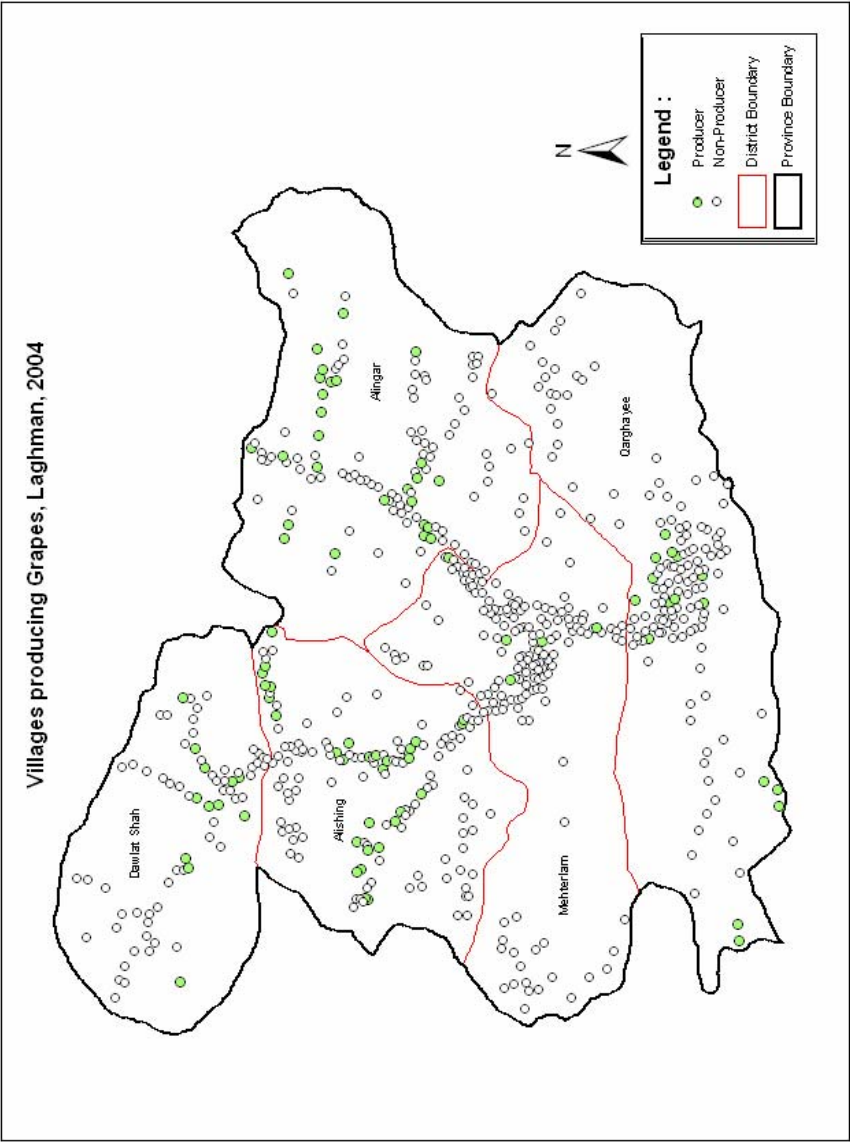 Villages producing Grapes, Laghman, 2004
Dawlat Shah
Alishing
Alingar
Mehterlam
Qarghayee
N
Legend :
Producer
Non-Producer
District Boundary
Province Boundary